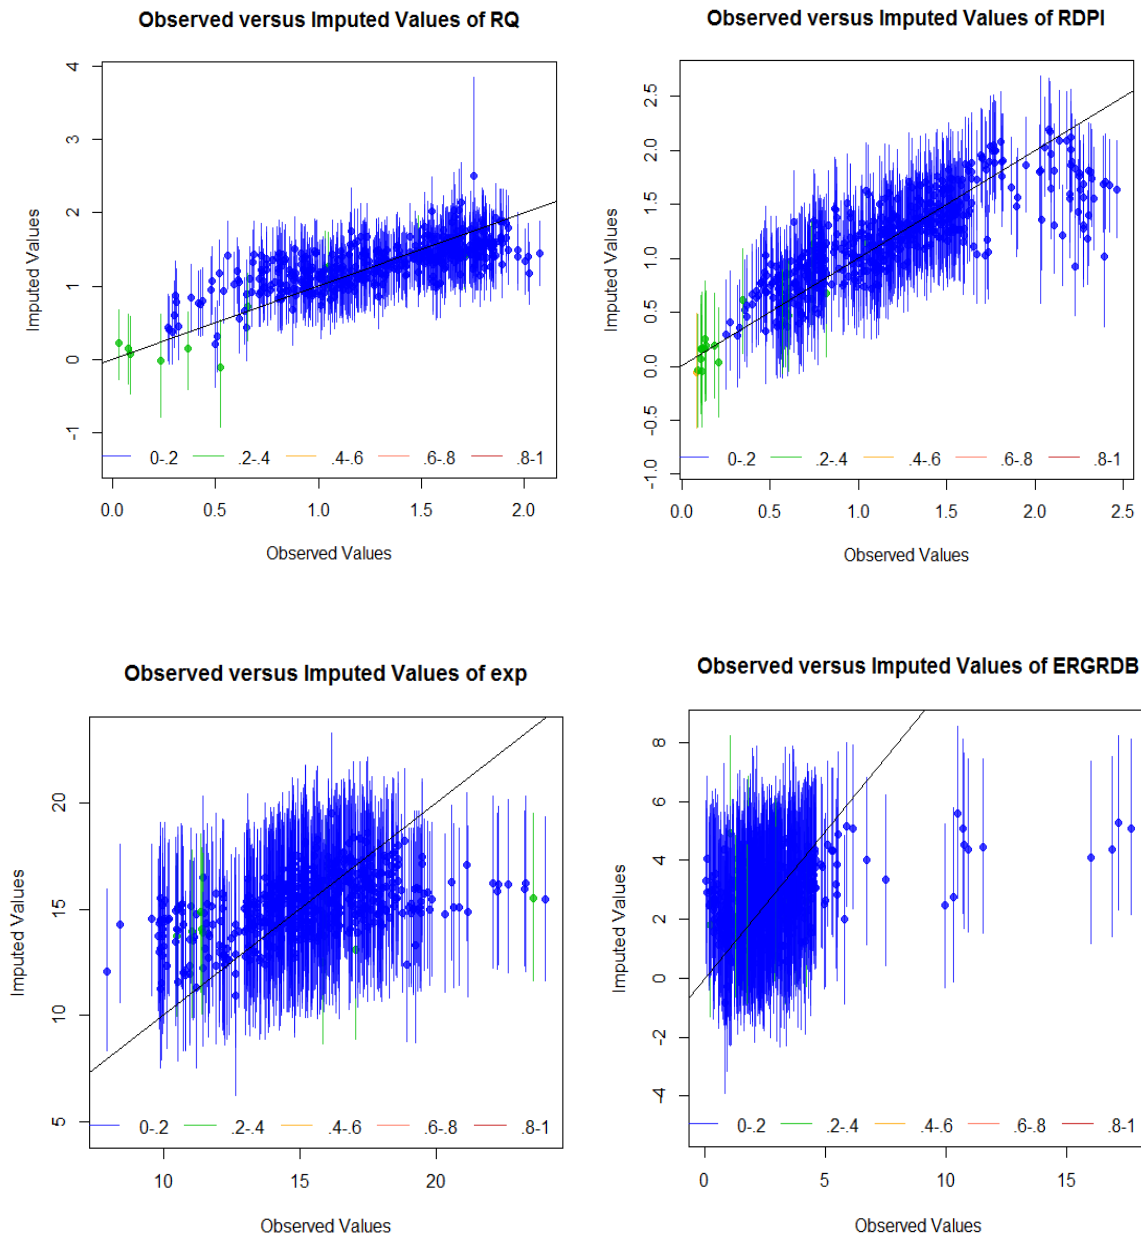 Observed versus Imputed Values of RQ
4
3
2
1
0
-1
Imputed Values
0-.2 .2-.4 .4-.6 .6-.8 .8-1
0.0 0.5 1.0 1.5 2.0
Observed Values
Observed versus Imputed Values of RDPI
2.5
2.0
1.5
1.0
0.5
0.0
-0.5
-1.0
Imputed Values
0-.2 .2-.4 .4-.6 .6-.8 .8-1
0.0 0.5 1.0 1.5 2.0 2.5
Observed Values
Observed versus Imputed Values of exp
20
15
10
5
Imputed Values
0-.2 .2-.4 .4-.6 .6-.8 .8-1
10 15 20
Observed Values
Observed versus Imputed Values of ERGRDB
8
6
4
2
0
-2
-4
Imputed Values
0-.2 .2-.4 .4-.6 .6-.8 .8-1
0 5 10 15
Observed Values